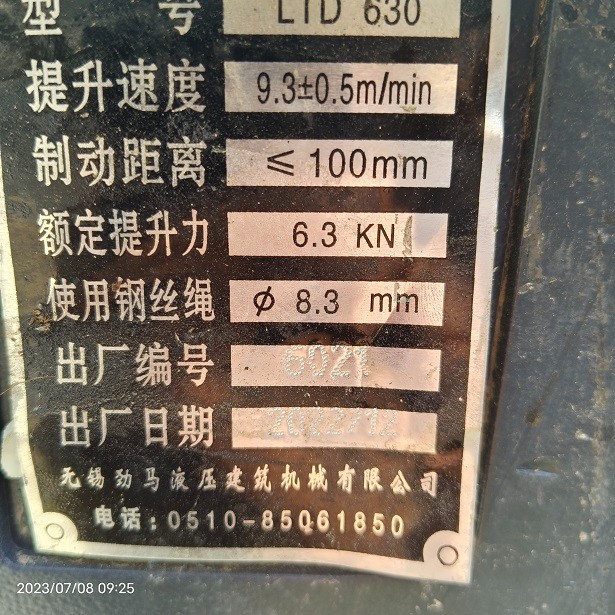 型 号 LTD 630
提升速度 9.3±0.5m/min
制动距离 ≤ 100mm
额定提升力 6.3 KN
使用钢丝绳 ϕ 8.3 mm
出厂编号 6021
出厂日期 2022/12
无锡劲马液压建筑机械有限公司
电话:0510-85061850
2023/07/08 09:25